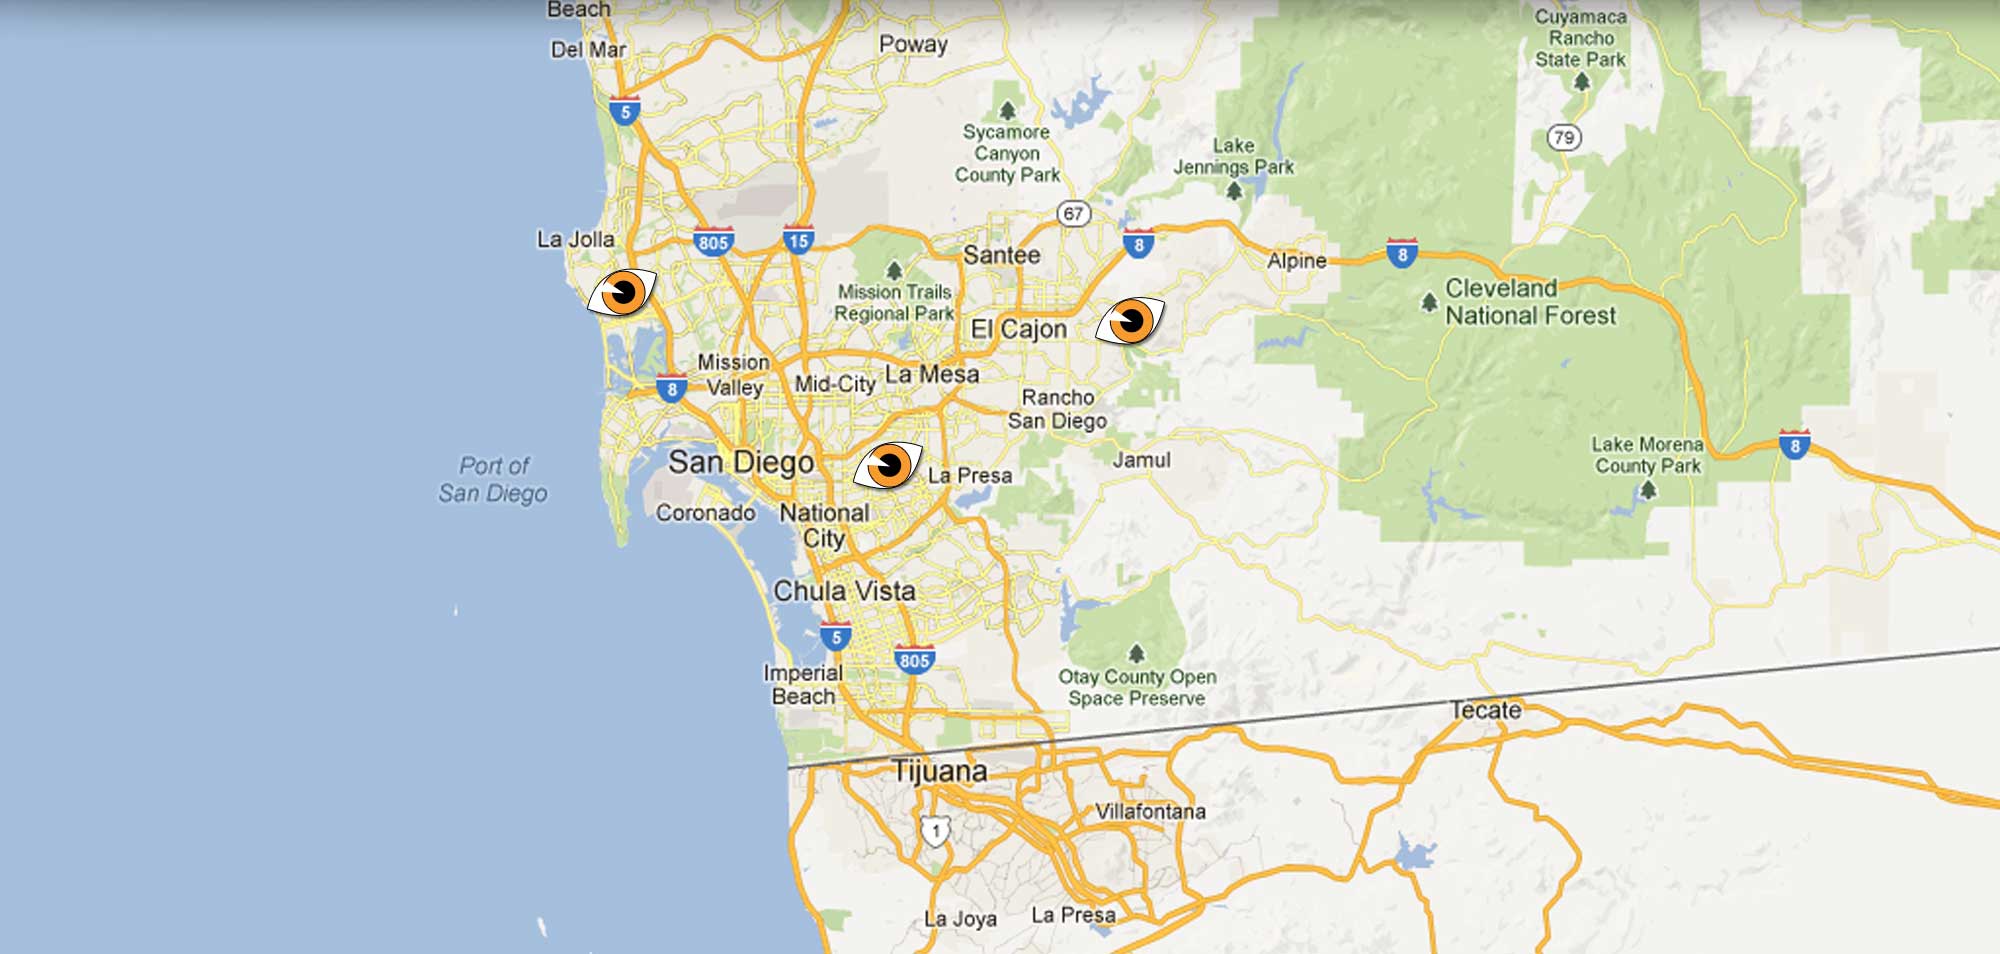 Beach
Del Mar
Poway
Cuyamaca
Rancho
State Park
5
Sycamore
Canyon
County Park
Lake
Jennings Park
79
67
La Jolla
805
15
8
Santee
Alpine
8
Mission Trails
Regional Park
Cleveland
National Forest
El Cajon
Mission
Valley
Mid-City
La Mesa
8
Rancho
San Diego
Lake Morena
County Park
8
Port of
San Diego
San Diego
La Presa
Jamul
Coronado
National
City
Chula Vista
5
805
Imperial
Beach
Otay County Open
Space Preserve
Tecate
Tijuana
Villafontana
1
La Joya
La Presa